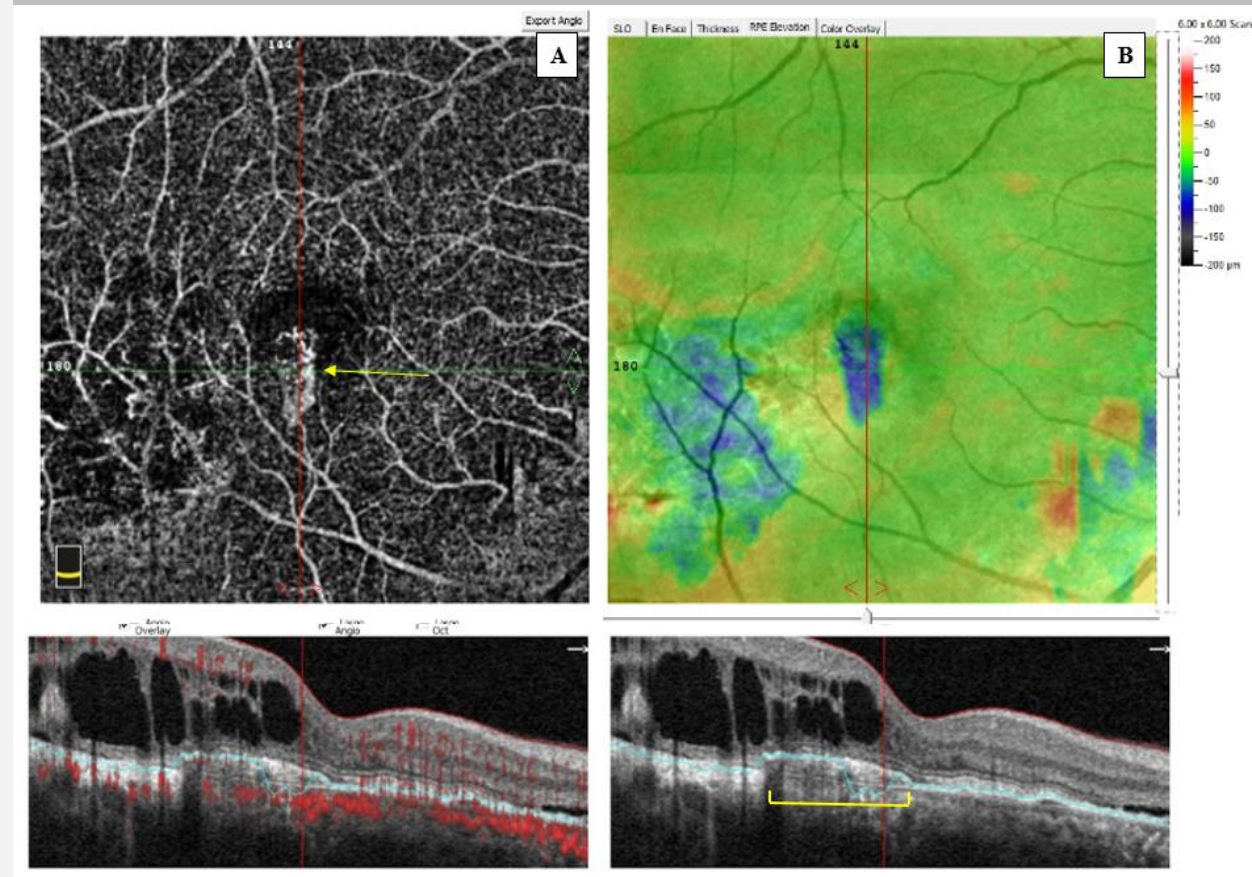 Export Angio
A
144
180
SLO
En Face
Thickness
RPE Elevation
Color Overlay
6.00 x 6.00 Scan
B
144
180
200
150
100
50
0
-50
-100
-150
-200 µm
Overlay
Angio
Oct